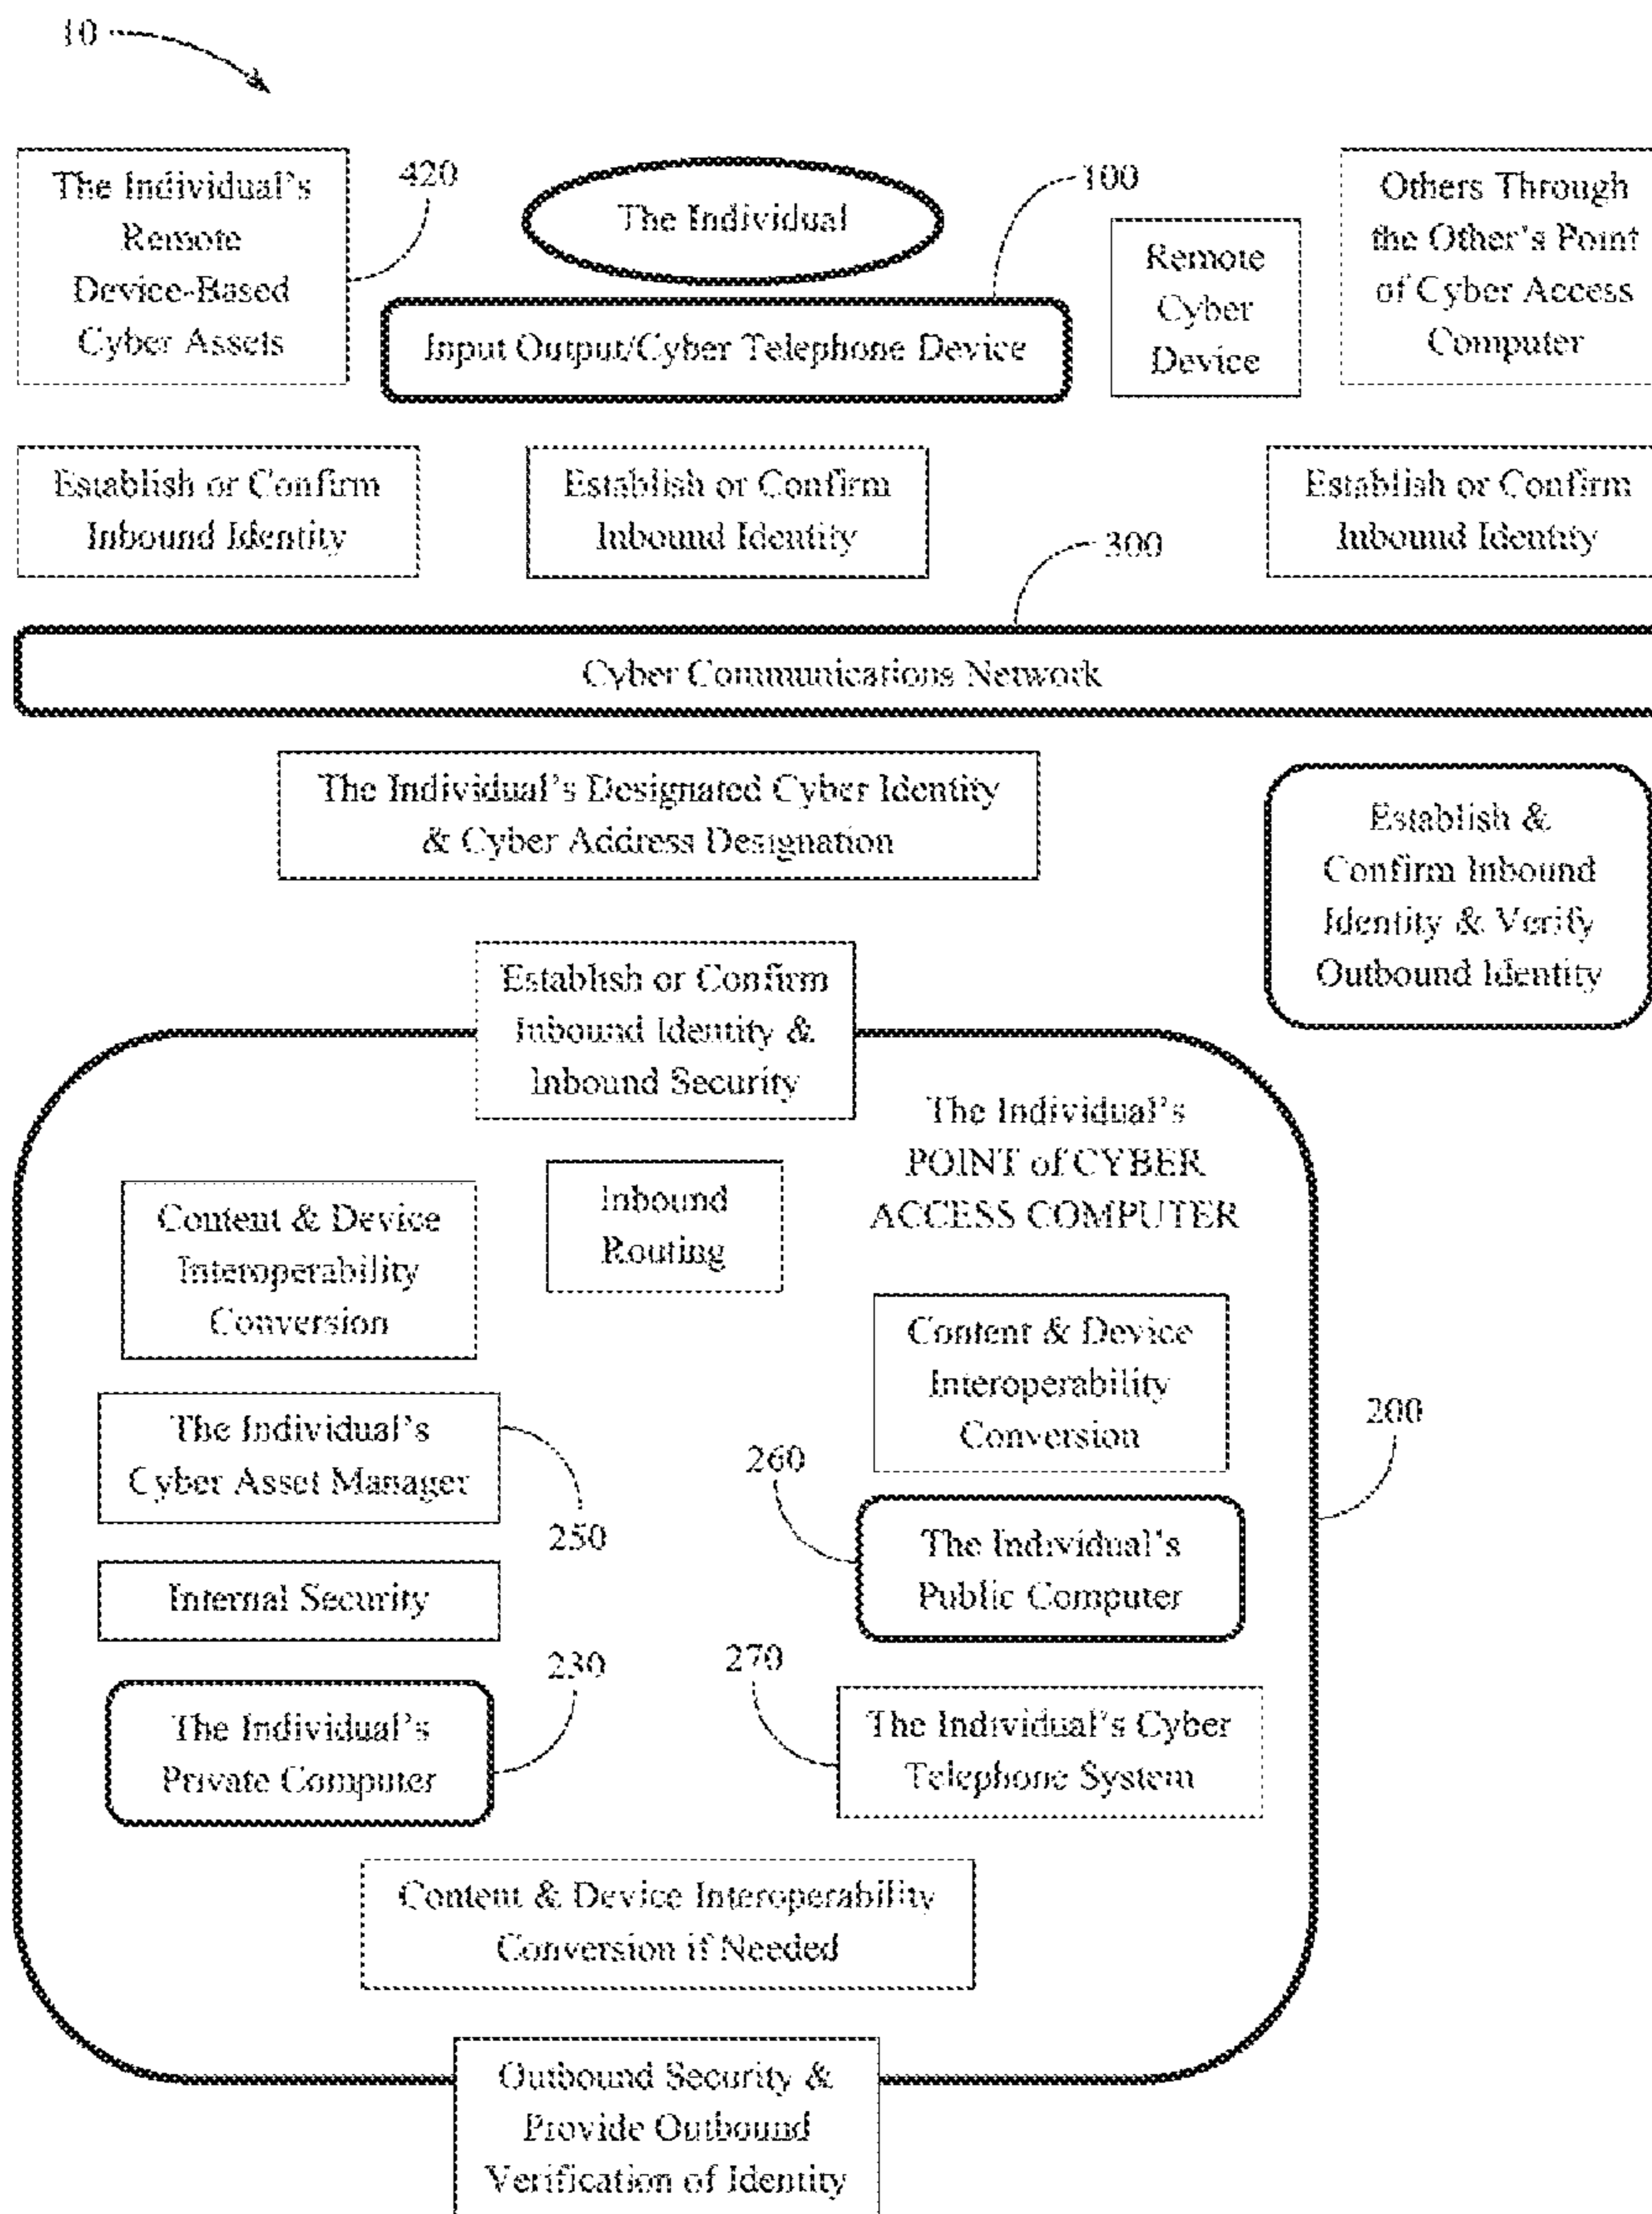 10
The Individual's
Remote
Device-Based
Cyber Assets
420
The Individual
100
Input Output/Cyber Telephone Device
Remote
Cyber
Device
Others Through
the Other's Point
of Cyber Access
Computer
Establish or Confirm
Inbound Identity
Establish or Confirm
Inbound Identity
Establish or Confirm
Inbound Identity
300
Cyber Communications Network
The Individual's Designated Cyber Identity
& Cyber Address Designation
Establish &
Confirm Inbound
Identity & Verify
Outbound Identity
Establish or Confirm
Inbound Identity &
Inbound Security
The Individual's
POINT of CYBER
ACCESS COMPUTER
Inbound
Routing
Content & Device
Interoperability
Conversion
Content & Device
Interoperability
Conversion
The Individual's
Cyber Asset Manager
250
200
260
The Individual's
Public Computer
Internal Security
230
270
The Individual's
Private Computer
The Individual's Cyber
Telephone System
Content & Device Interoperability
Conversion if Needed
Outbound Security &
Provide Outbound
Verification of Identity